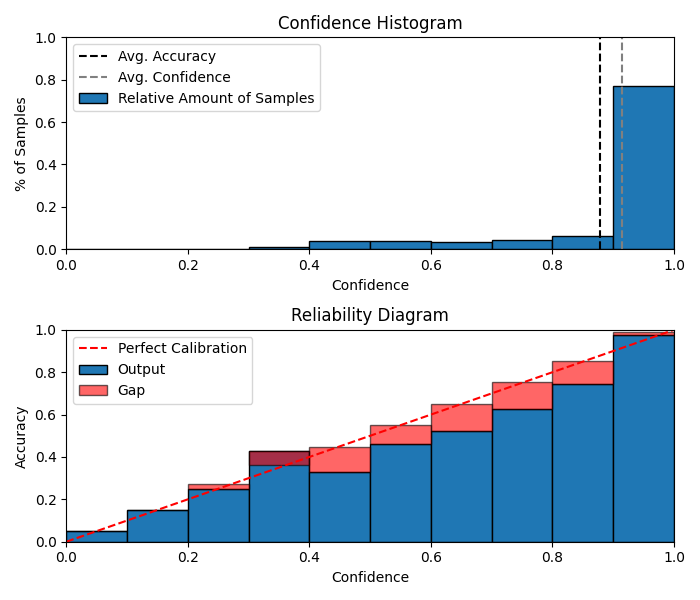 Confidence Histogram
1.0
0.8
0.6
0.4
0.2
0.0
% of Samples
Avg. Accuracy
Avg. Confidence
Relative Amount of Samples
0.0 0.2 0.4 0.6 0.8 1.0
Confidence
Reliability Diagram
1.0
0.8
0.6
0.4
0.2
0.0
Accuracy
Perfect Calibration
Output
Gap
0.0 0.2 0.4 0.6 0.8 1.0
Confidence